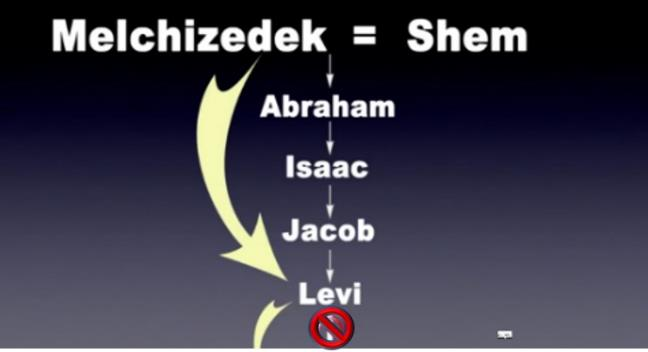 Melchizedek = Shem
Abraham
Isaac
Jacob
Levi